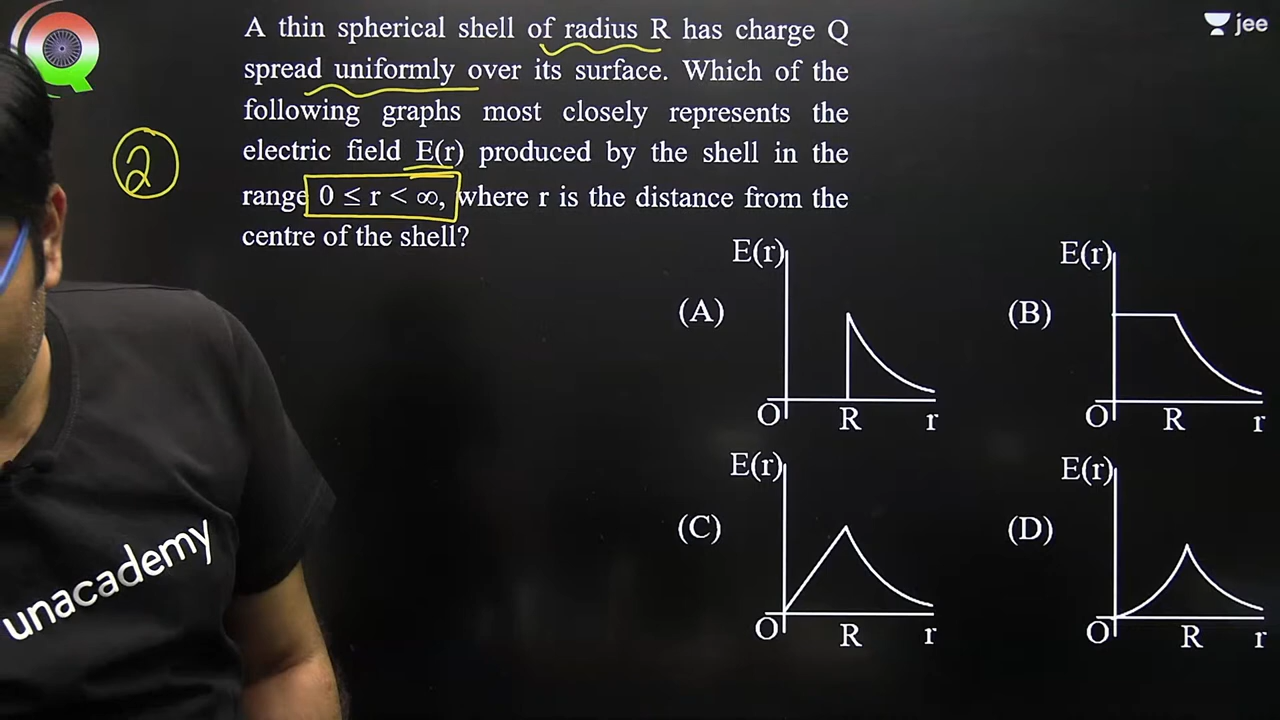 A thin spherical shell of radius R has charge Q
spread uniformly over its surface. Which of the
following graphs most closely represents the
electric field E(r) produced by the shell in the
range 0 ≤ r < ∞, where r is the distance from the
centre of the shell?
2
jee
E(r)
(A)
O R r
E(r)
(B)
O R r
E(r)
(C)
O R r
E(r)
(D)
O R r
unacademy